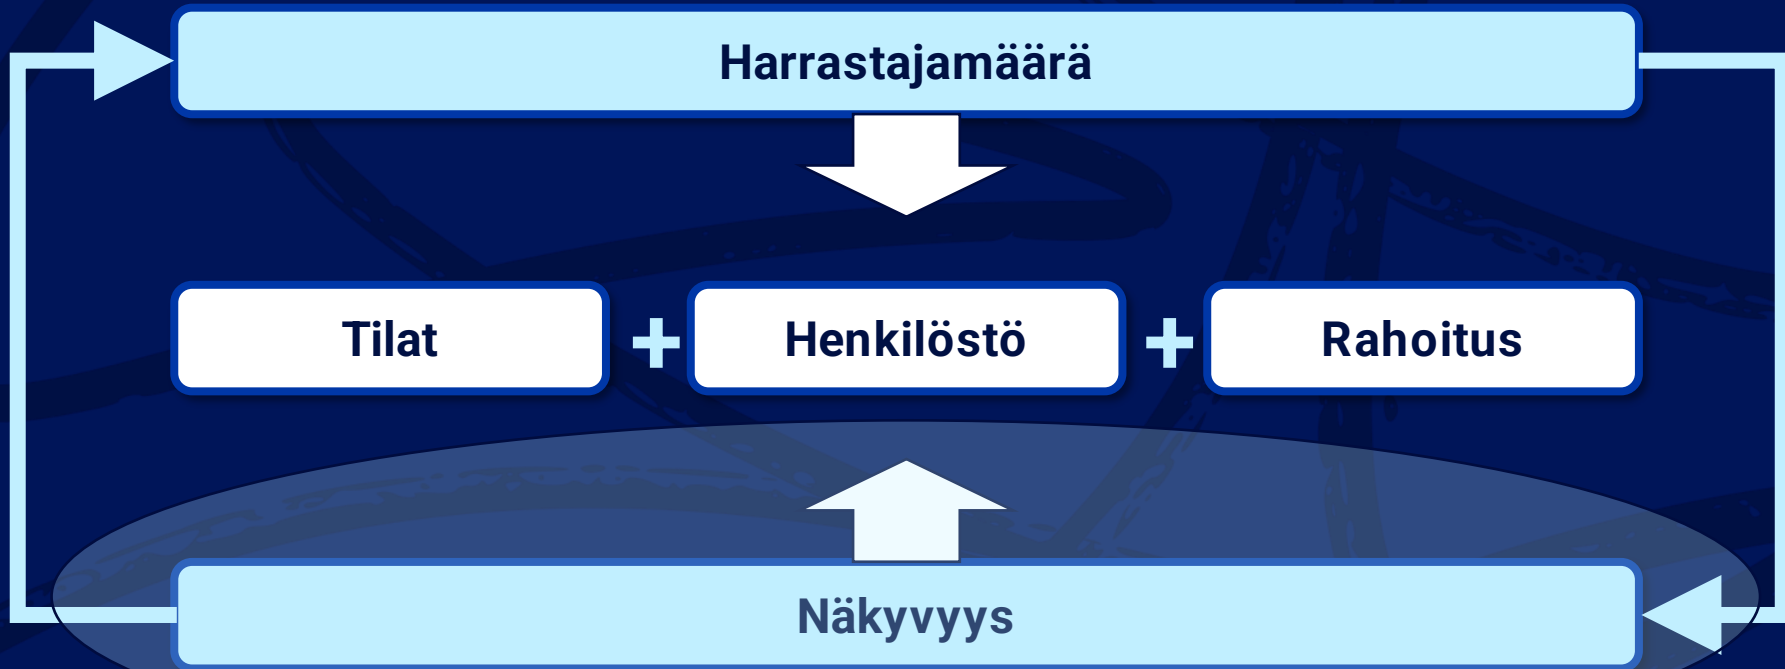 Harrastajamäärä
Tilat + Henkilöstö + Rahoitus
Näkyvyys